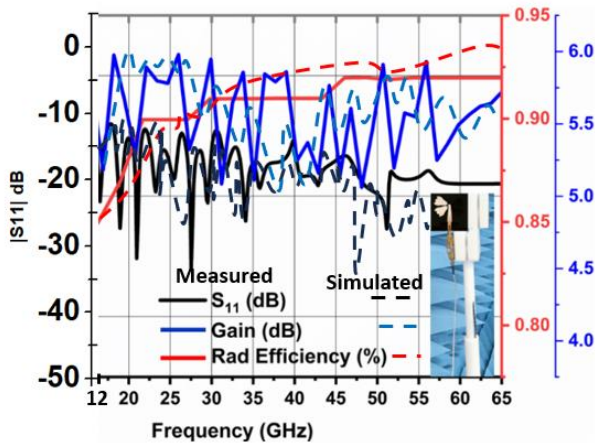 0
-10
-20
-30
-40
-50
|S11| dB
0.95
0.90
0.85
0.80
6.0
5.5
5.0
4.5
4.0
Measured Simulated
S11 (dB)
Gain (dB)
Rad Efficiency (%)
12 20 25 30 35 40 45 50 55 60 65
Frequency (GHz)